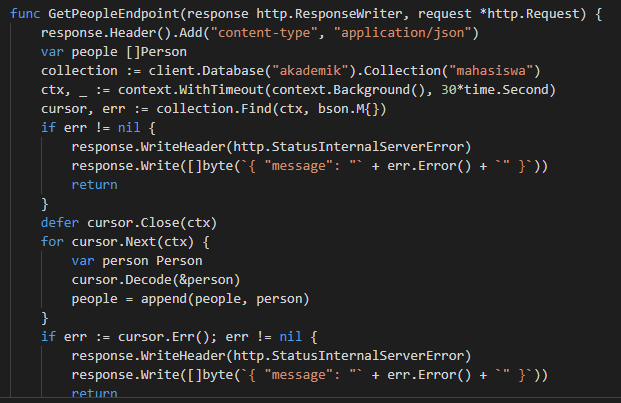 func GetPeopleEndpoint(response http.ResponseWriter, request *http.Request) {
    response.Header().Add("content-type", "application/json")
    var people []Person
    collection := client.Database("akademik").Collection("mahasiswa")
    ctx, _ := context.WithTimeout(context.Background(), 30*time.Second)
    cursor, err := collection.Find(ctx, bson.M{})
    if err != nil {
        response.WriteHeader(http.StatusInternalServerError)
        response.Write([]byte(`{ "message": "` + err.Error() + `" }`))
        return
    }
    defer cursor.Close(ctx)
    for cursor.Next(ctx) {
        var person Person
        cursor.Decode(&person)
        people = append(people, person)
    }
    if err := cursor.Err(); err != nil {
        response.WriteHeader(http.StatusInternalServerError)
        response.Write([]byte(`{ "message": "` + err.Error() + `" }`))
        return